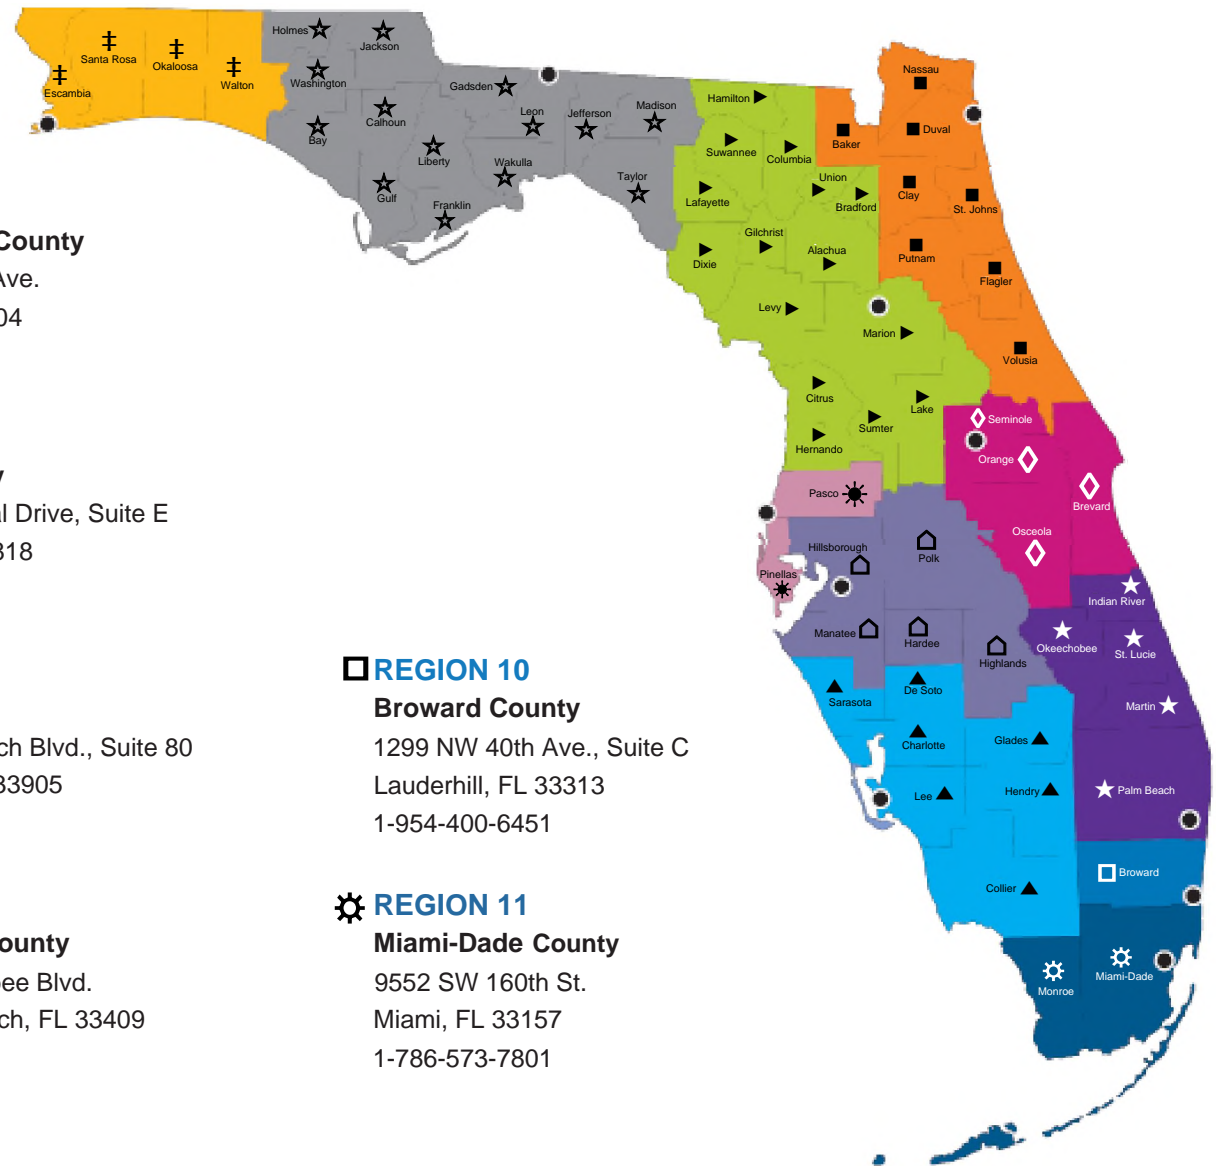 Holmes
Jackson
Santa Rosa
Okaloosa
Walton
Escambia
Washington
Gadsden
Calhoun
Bay
Leon
Jefferson
Madison
Liberty
Wakulla
Gulf
Franklin
Taylor
Hamilton
Suwannee
Columbia
Baker
Nassau
Duval
Union
Lafayette
Bradford
Clay
St. Johns
Gilchrist
Alachua
Dixie
Putnam
Flagler
Levy
Marion
Volusia
Citrus
Lake
Sumter
Hernando
Seminole
Orange
Brevard
Osceola
Pasco
Hillsborough
Polk
Pinellas
Manatee
Hardee
Highlands
Indian River
Okeechobee
St. Lucie
Martin
Palm Beach
Sarasota
De Soto
Charlotte
Glades
Lee
Hendry
Collier
Broward
Monroe
Miami-Dade
County
Ave.
04
y
al Drive, Suite E
818
ch Blvd., Suite 80
33905
ounty
bee Blvd.
ch, FL 33409
REGION 10
Broward County
1299 NW 40th Ave., Suite C
Lauderhill, FL 33313
1-954-400-6451
REGION 11
Miami-Dade County
9552 SW 160th St.
Miami, FL 33157
1-786-573-7801